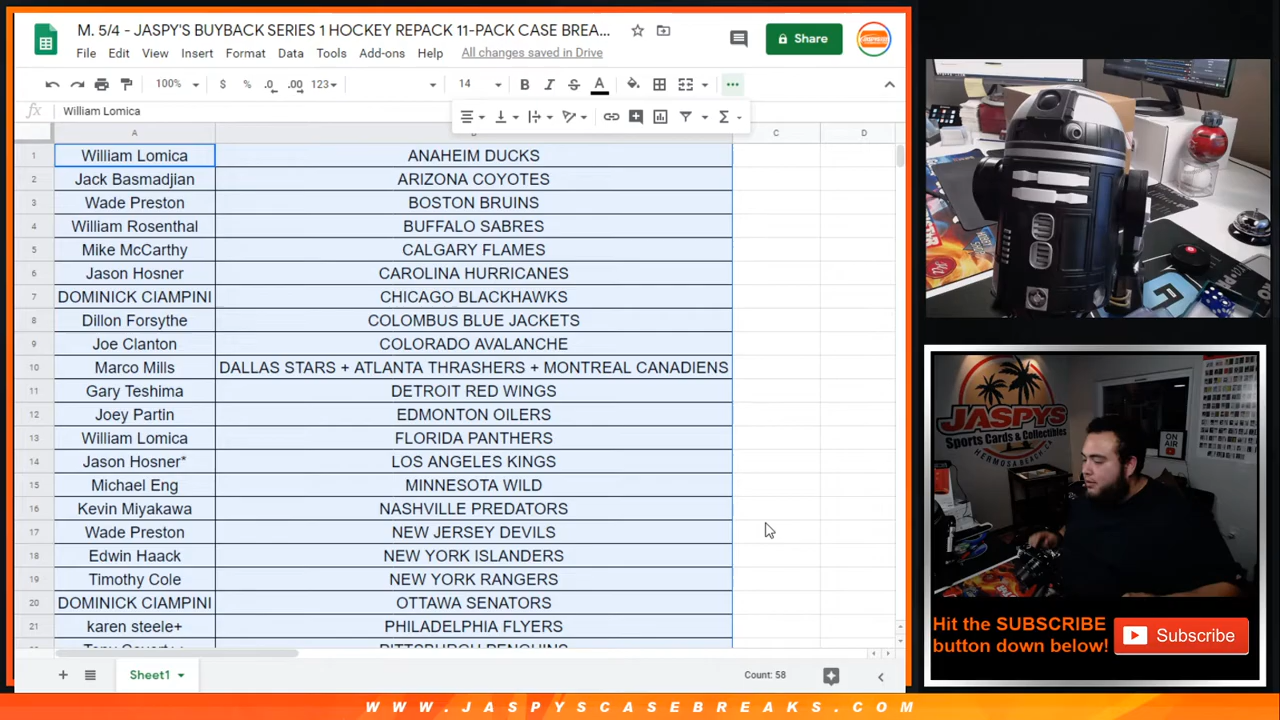 M. 5/4 - JASPY'S BUYBACK SERIES 1 HOCKEY REPACK 11-PACK CASE BREA...
Share
File Edit View Insert Format Data Tools Add-ons Help All changes saved in Drive
100% $ % .0 .00 123 14 B I S A
fx William Lomica
A C D
1 William Lomica ANAHEIM DUCKS
2 Jack Basmadjian ARIZONA COYOTES
3 Wade Preston BOSTON BRUINS
4 William Rosenthal BUFFALO SABRES
5 Mike McCarthy CALGARY FLAMES
6 Jason Hosner CAROLINA HURRICANES
7 DOMINICK CIAMPINI CHICAGO BLACKHAWKS
8 Dillon Forsythe COLOMBUS BLUE JACKETS
9 Joe Clanton COLORADO AVALANCHE
10 Marco Mills DALLAS STARS + ATLANTA THRASHERS + MONTREAL CANADIENS
11 Gary Teshima DETROIT RED WINGS
12 Joey Partin EDMONTON OILERS
13 William Lomica FLORIDA PANTHERS
14 Jason Hosner* LOS ANGELES KINGS
15 Michael Eng MINNESOTA WILD
16 Kevin Miyakawa NASHVILLE PREDATORS
17 Wade Preston NEW JERSEY DEVILS
18 Edwin Haack NEW YORK ISLANDERS
19 Timothy Cole NEW YORK RANGERS
20 DOMINICK CIAMPINI OTTAWA SENATORS
21 karen steele+ PHILADELPHIA FLYERS
Sheet1
Count: 58
JASPYS
Sports Cards & Collectibles
HERMOSA BEACH CA
ON AIR
Hit the SUBSCRIBE
button down below!
Subscribe
WWW.JASPYSCASEBREAKS.COM